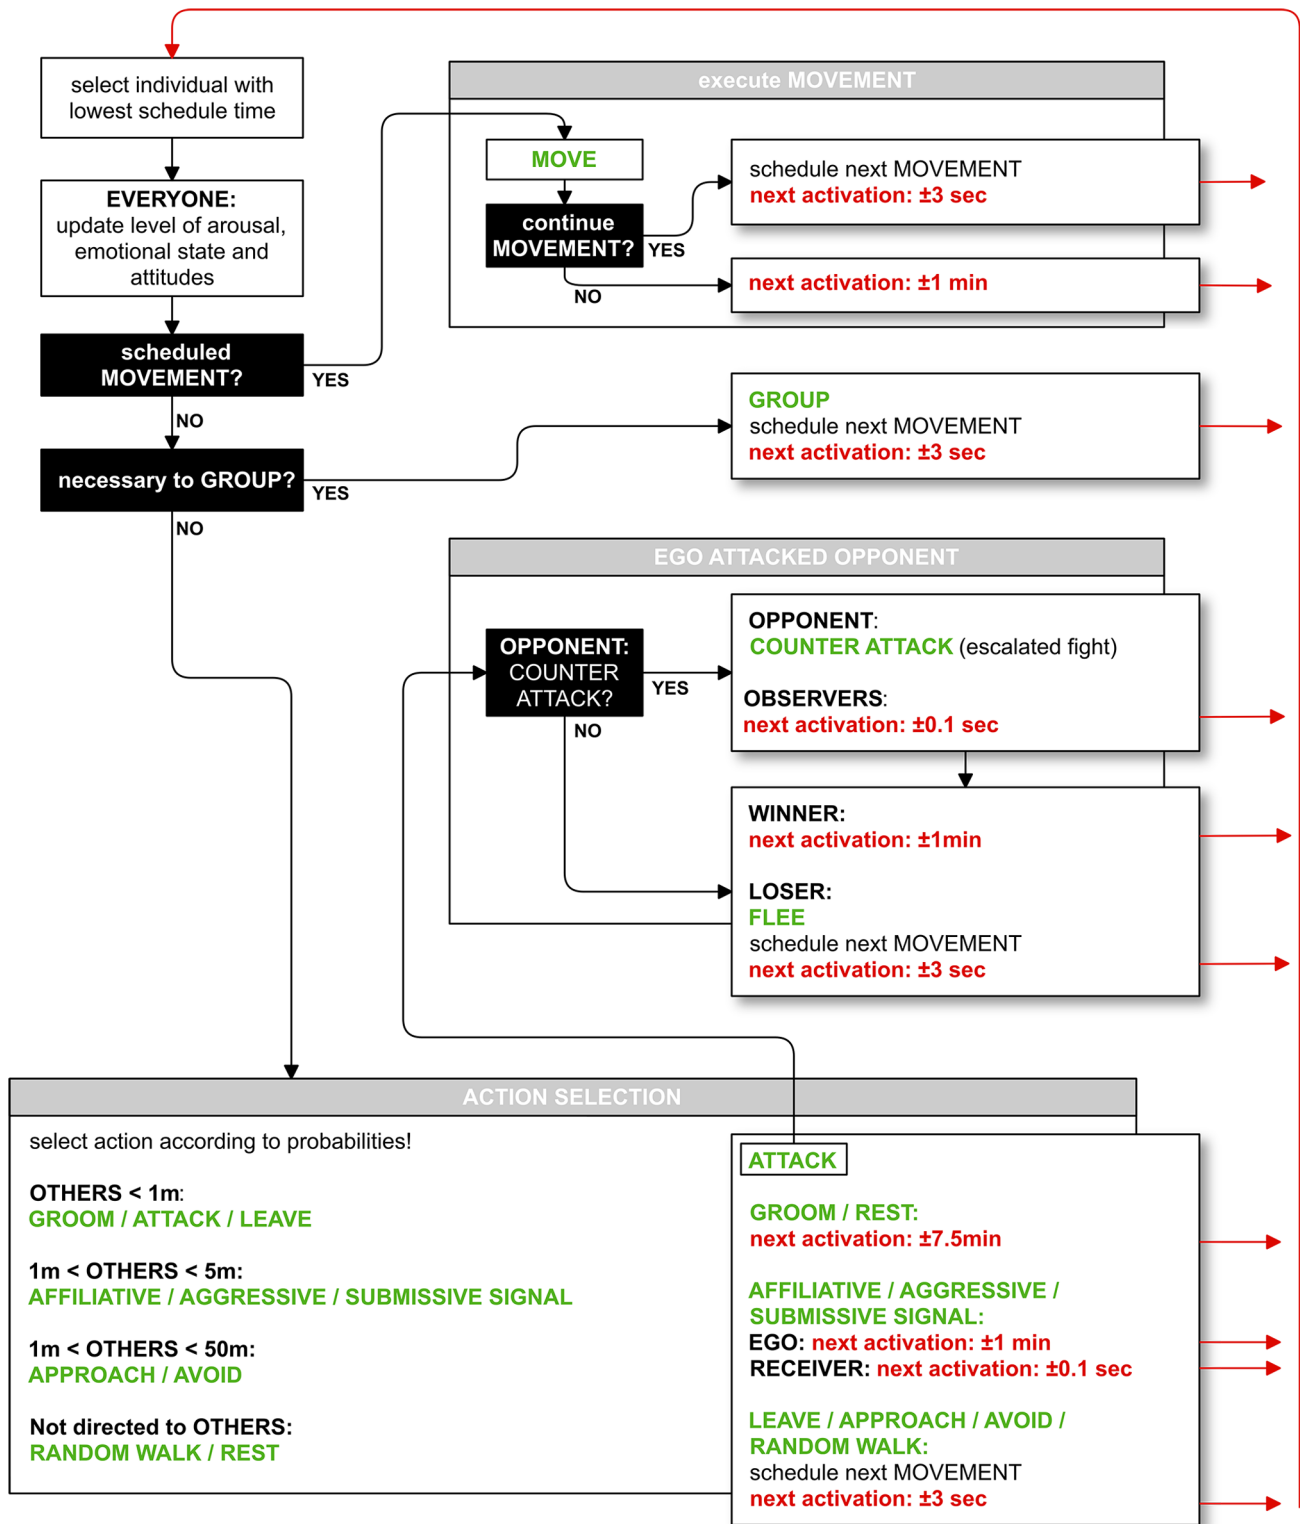 select individual with
lowest schedule time
EVERYONE:
update level of arousal,
emotional state and
attitudes
scheduled
MOVEMENT?
YES
NO
necessary to GROUP?
YES
NO
execute MOVEMENT
MOVE
continue
MOVEMENT?
YES
NO
schedule next MOVEMENT
next activation: ±3 sec
next activation: ±1 min
GROUP
schedule next MOVEMENT
next activation: ±3 sec
EGO ATTACKED OPPONENT
OPPONENT:
COUNTER
ATTACK?
YES
NO
OPPONENT:
COUNTER ATTACK (escalated fight)
OBSERVERS:
next activation: ±0.1 sec
WINNER:
next activation: ±1min
LOSER:
FLEE
schedule next MOVEMENT
next activation: ±3 sec
ACTION SELECTION
select action according to probabilities!
OTHERS < 1m:
GROOM / ATTACK / LEAVE
1m < OTHERS < 5m:
AFFILIATIVE / AGGRESSIVE / SUBMISSIVE SIGNAL
1m < OTHERS < 50m:
APPROACH / AVOID
Not directed to OTHERS:
RANDOM WALK / REST
ATTACK
GROOM / REST:
next activation: ±7.5min
AFFILIATIVE / AGGRESSIVE /
SUBMISSIVE SIGNAL:
EGO: next activation: ±1 min
RECEIVER: next activation: ±0.1 sec
LEAVE / APPROACH / AVOID /
RANDOM WALK:
schedule next MOVEMENT
next activation: ±3 sec